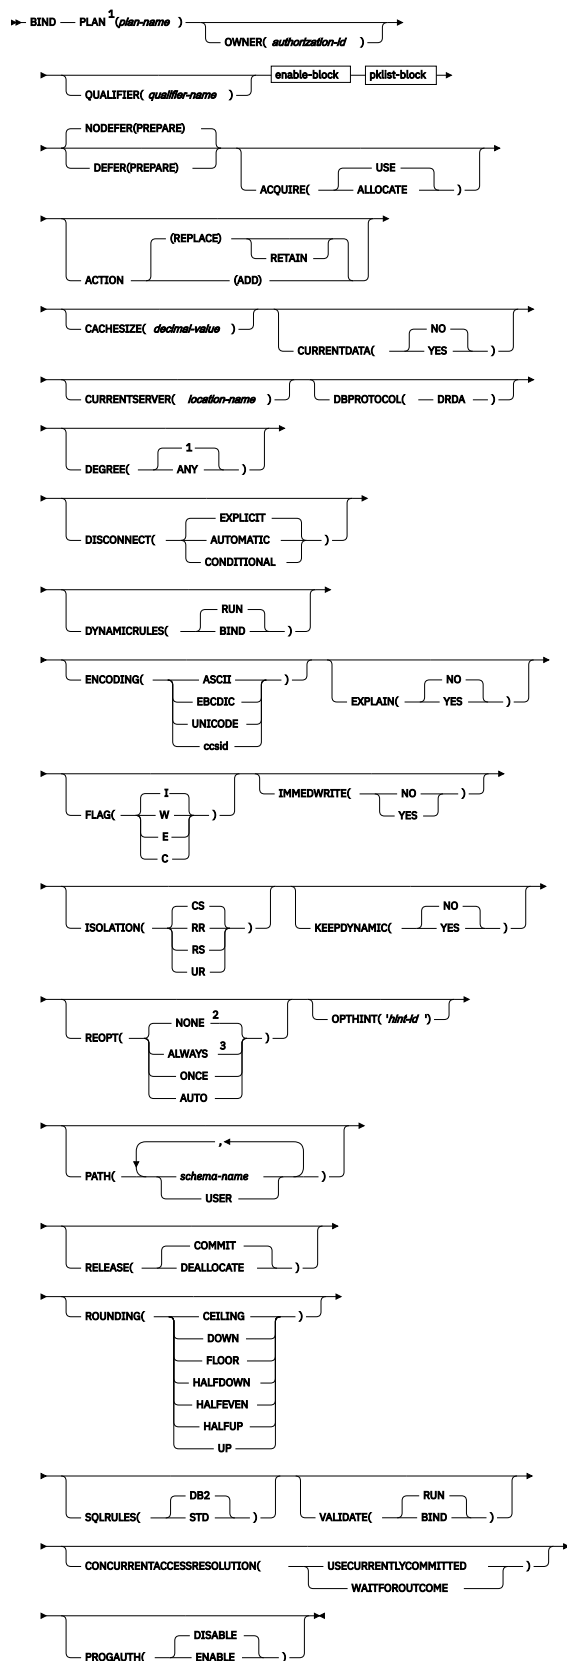 BIND PLAN 1 (plan-name )
OWNER( authorization-id )
QUALIFIER( qualifier-name ) enable-block pklist-block
NODEFER(PREPARE)
DEFER(PREPARE)
USE
ACQUIRE( ALLOCATE )
(REPLACE)
RETAIN
ACTION (ADD)
CACHESIZE( decimal-value )
NO
CURRENTDATA( YES )
CURRENTSERVER( location-name ) DBPROTOCOL( DRDA )
1
DEGREE( ANY )
EXPLICIT
DISCONNECT( AUTOMATIC )
CONDITIONAL
RUN
DYNAMICRULES( BIND )
ENCODING( ASCII )
EBCDIC
UNICODE
ccsid
NO
EXPLAIN( YES )
I
FLAG( W )
E
C
IMMEDWRITE( NO )
YES
CS
ISOLATION( RR )
RS
UR
NO
KEEPDYNAMIC( YES )
NONE 2
REOPT( ALWAYS 3 )
ONCE
AUTO
OPTHINT( 'hint-id ')
,
PATH( schema-name )
USER
COMMIT
RELEASE( DEALLOCATE )
ROUNDING( CEILING )
DOWN
FLOOR
HALFDOWN
HALFEVEN
HALFUP
UP
DB2
SQLRULES( STD )
RUN
VALIDATE( BIND )
CONCURRENTACCESSRESOLUTION( USECURRENTLYCOMMITTED )
WAITFOROUTCOME
DISABLE
PROGAUTH( ENABLE )